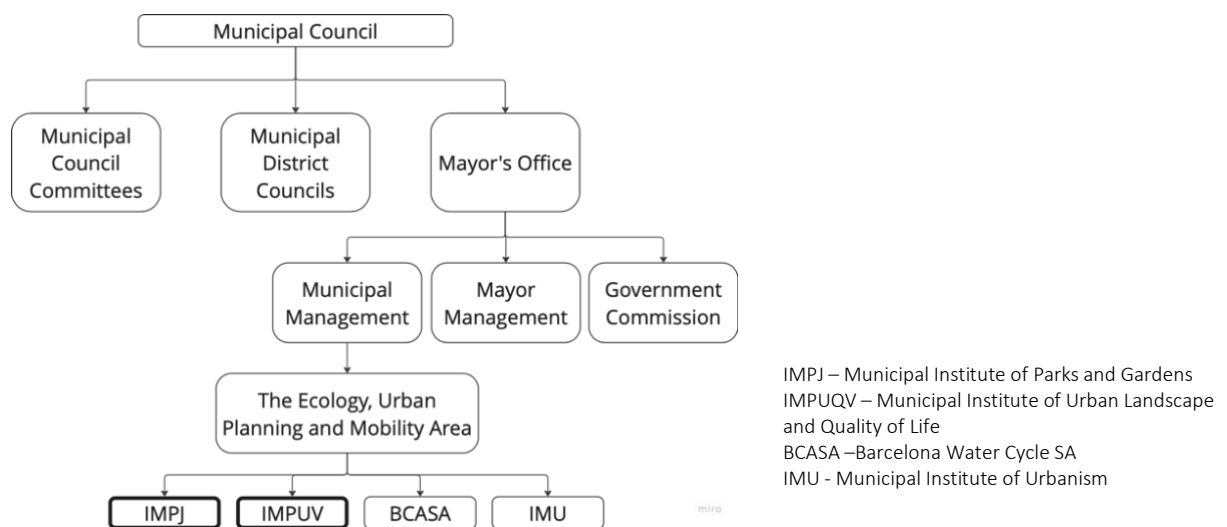 Municipal Council
Municipal
Council
Committees
Municipal
District
Councils
Mayor's Office
Municipal
Management
Mayor
Management
Government
Commission
The Ecology, Urban
Planning and Mobility Area
IMPJ
IMPUV
BCASA
IMU
miro
IMPJ – Municipal Institute of Parks and Gardens
IMPUQV – Municipal Institute of Urban Landscape
and Quality of Life
BCASA –Barcelona Water Cycle SA
IMU - Municipal Institute of Urbanism